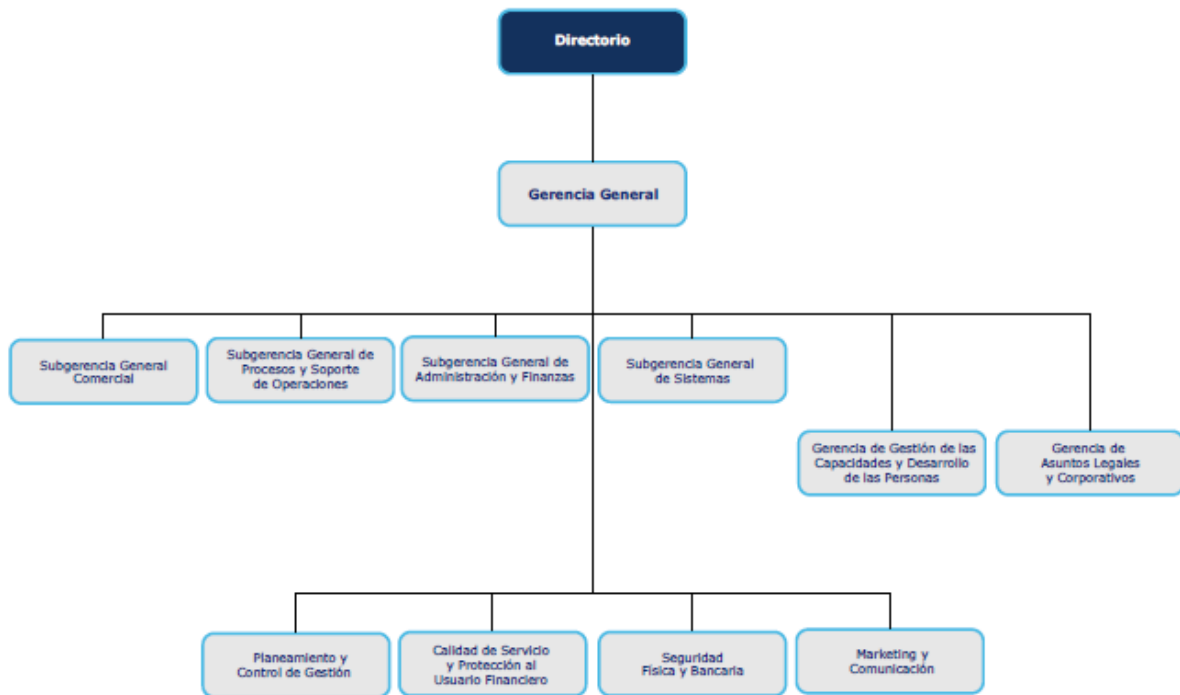 Directorio
Gerencia General
Subgerencia General
Comercial
Subgerencia General de
Procesos y Soporte
de Operaciones
Subgerencia General de
Administración y Finanzas
Subgerencia General
de Sistemas
Gerencia de Gestión de las
Capacidades y Desarrollo
de las Personas
Gerencia de
Asuntos Legales
y Corporativos
Planeamiento y
Control de Gestión
Calidad de Servicio
y Protección al
Usuario Financiero
Seguridad
Física y Bancaria
Marketing y
Comunicación